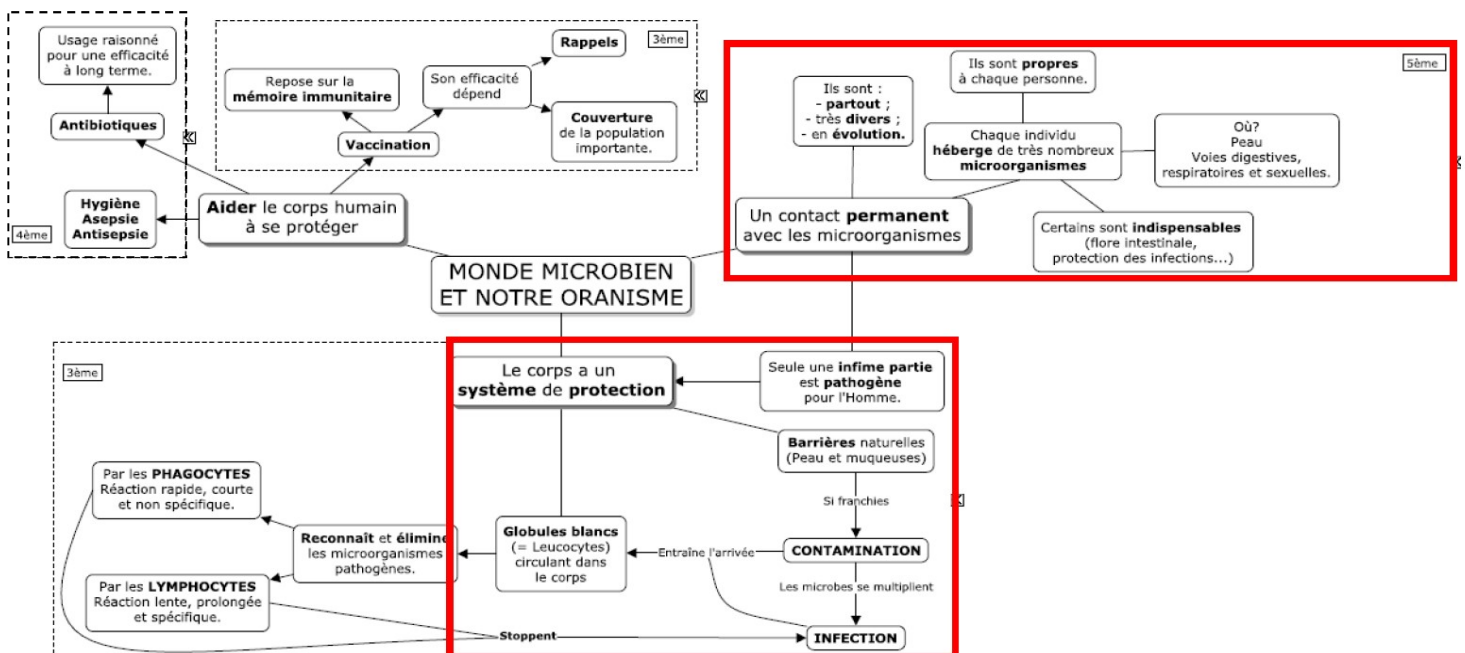 Usage raisonné
pour une efficacité
à long terme.
Antibiotiques
Hygiène
Asepsie
Antisepsie
4ème
3ème
Rappels
Repose sur la
mémoire immunitaire
Son efficacité
dépend
Couverture
de la population
importante.
Vaccination
Aider le corps humain
à se protéger
5ème
Ils sont propres
à chaque personne.
Ils sont :
- partout ;
- très divers ;
- en évolution.
Chaque individu
héberge de très nombreux
microorganismes
Où?
Peau
Voies digestives,
respiratoires et sexuelles.
Un contact permanent
avec les microorganismes
Certains sont indispensables
(flore intestinale,
protection des infections...)
MONDE MICROBIEN
ET NOTRE ORANISME
3ème
Le corps a un
système de protection
Seule une infime partie
est pathogène
pour l'Homme.
Barrières naturelles
(Peau et muqueuses)
Si franchies
Par les PHAGOCYTES
Réaction rapide, courte
et non spécifique.
Reconnaît et élimine
les microorganismes
pathogènes.
Globules blancs
(= Leucocytes)
circulant dans
le corps
Entraîne l'arrivée
CONTAMINATION
Les microbes se multiplient
Par les LYMPHOCYTES
Réaction lente, prolongée
et spécifique.
Stoppent
INFECTION